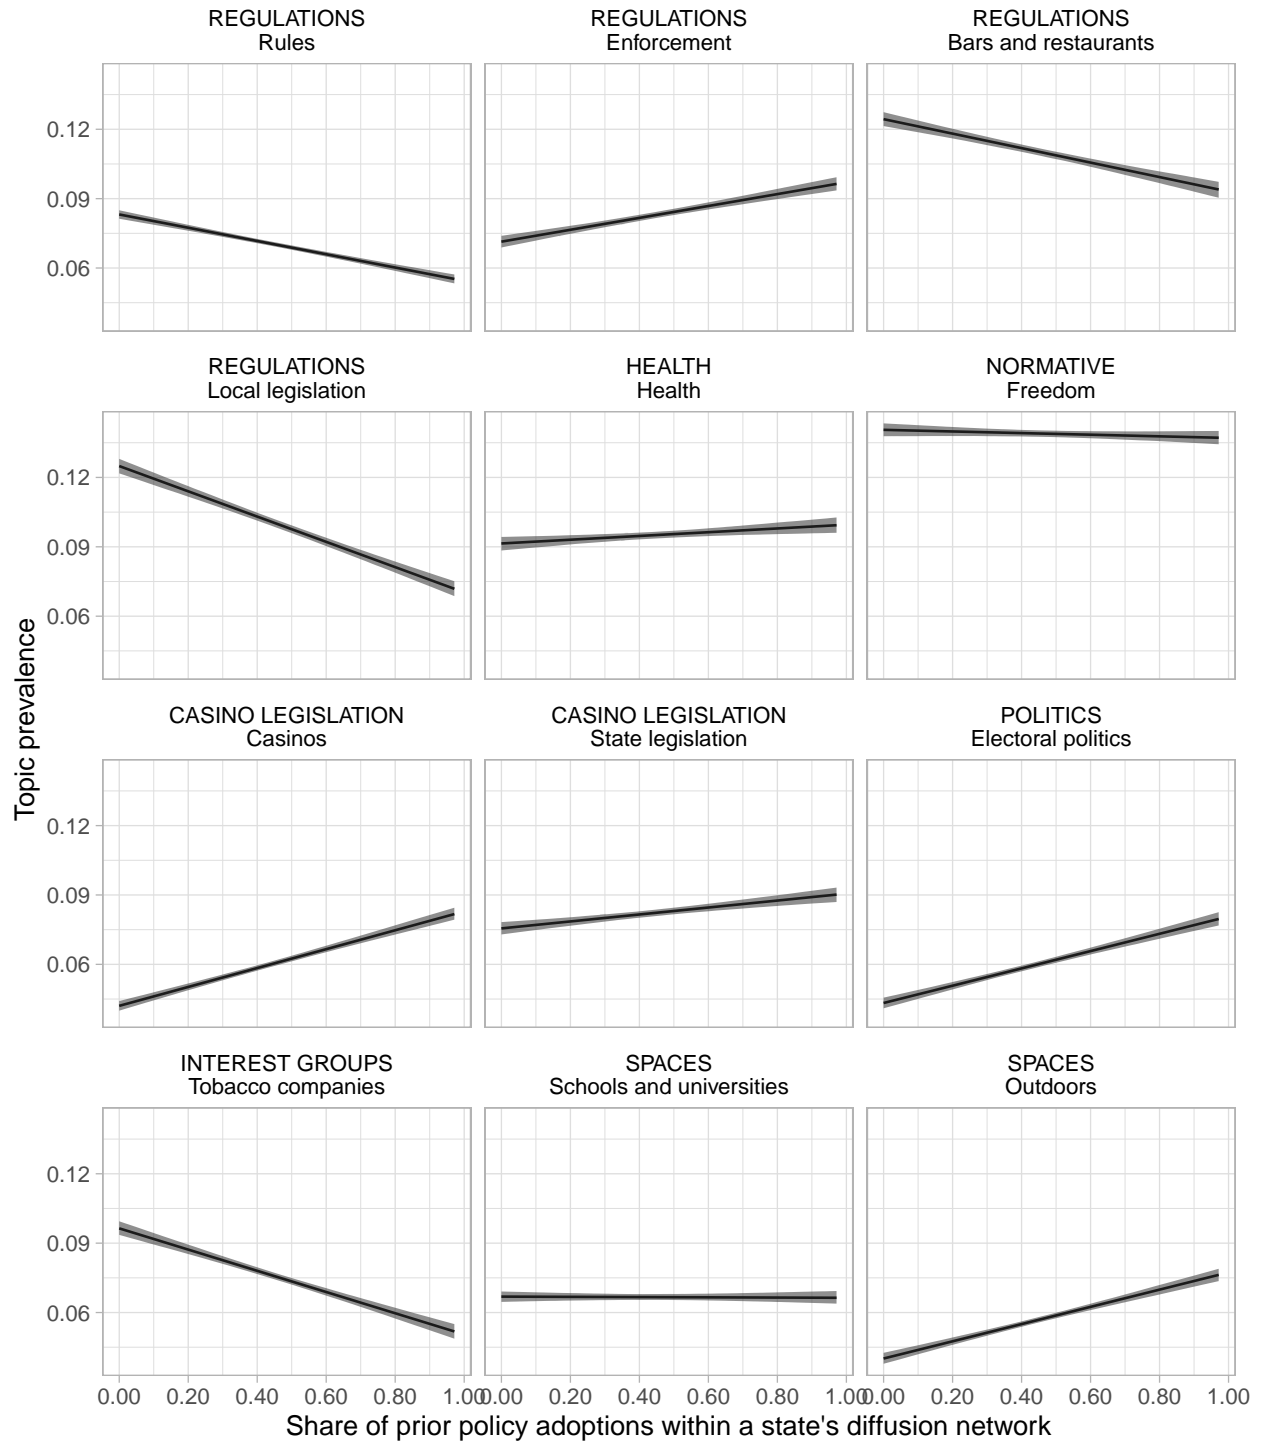 REGULATIONS
Rules
REGULATIONS
Enforcement
REGULATIONS
Bars and restaurants
0.12
0.09
0.06
REGULATIONS
Local legislation
HEALTH
Health
NORMATIVE
Freedom
0.12
0.09
0.06
CASINO LEGISLATION
Casinos
CASINO LEGISLATION
State legislation
POLITICS
Electoral politics
0.12
0.09
0.06
INTEREST GROUPS
Tobacco companies
SPACES
Schools and universities
SPACES
Outdoors
0.12
0.09
0.06
Topic prevalence
0.00 0.20 0.40 0.60 0.80 1.00
0.00 0.20 0.40 0.60 0.80 1.00
0.00 0.20 0.40 0.60 0.80 1.00
Share of prior policy adoptions within a state's diffusion network